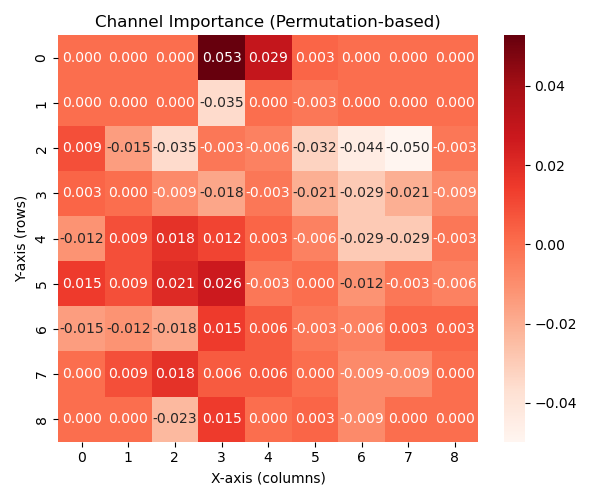 Channel Importance (Permutation-based)
0 0.000 0.000 0.000 0.053 0.029 0.003 0.000 0.000 0.000
1 0.000 0.000 0.000 -0.035 0.000 -0.003 0.000 0.000 0.000
2 0.009 -0.015 -0.035 -0.003 -0.006 -0.032 -0.044 -0.050 -0.003
3 0.003 0.000 -0.009 -0.018 -0.003 -0.021 -0.029 -0.021 -0.009
4 -0.012 0.009 0.018 0.012 0.003 -0.006 -0.029 -0.029 -0.003
5 0.015 0.009 0.021 0.026 -0.003 0.000 -0.012 -0.003 -0.006
6 -0.015 -0.012 -0.018 0.015 0.006 -0.003 -0.006 0.003 0.003
7 0.000 0.009 0.018 0.006 0.006 0.000 -0.009 -0.009 0.000
8 0.000 0.000 -0.023 0.015 0.000 0.003 -0.009 0.000 0.000
0 1 2 3 4 5 6 7 8
X-axis (columns)
Y-axis (rows)
0.04
0.02
0.00
−0.02
−0.04